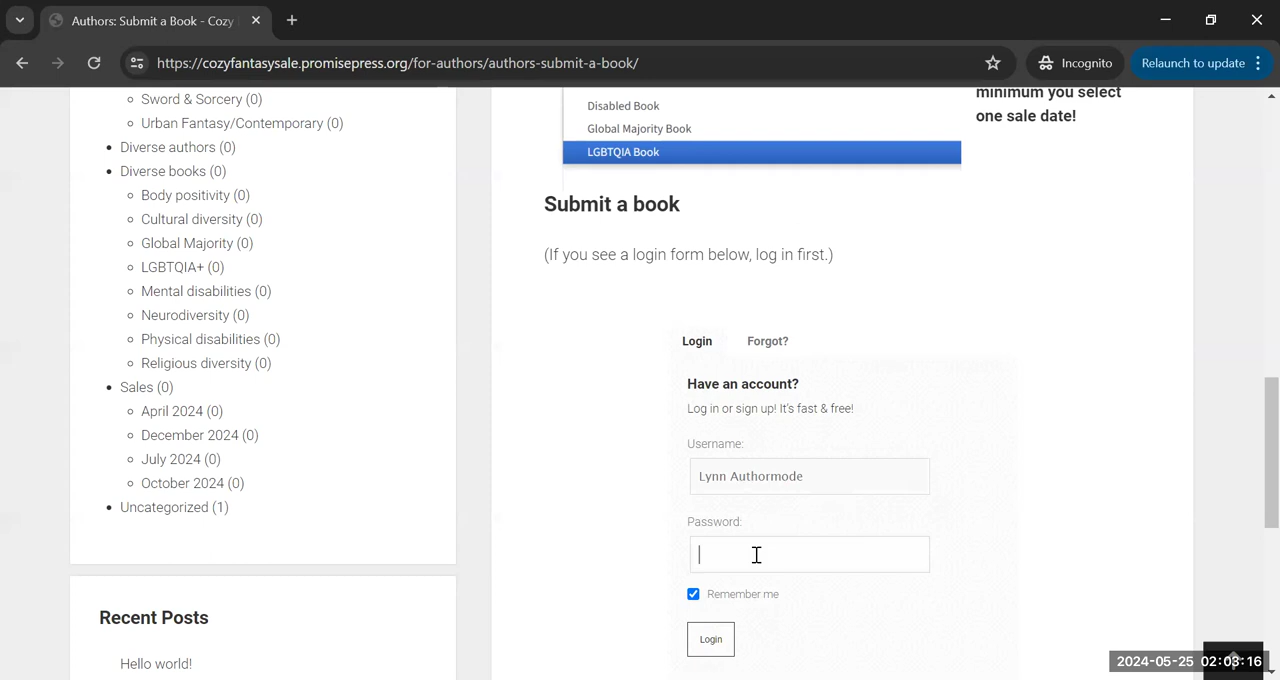 Authors: Submit a Book - Cozy
https://cozyfantasysale.promisepress.org/for-authors/authors-submit-a-book/
Incognito
Relaunch to update
Sword & Sorcery (0)
Urban Fantasy/Contemporary (0)
Diverse authors (0)
Diverse books (0)
Body positivity (0)
Cultural diversity (0)
Global Majority (0)
LGBTQIA+ (0)
Mental disabilities (0)
Neurodiversity (0)
Physical disabilities (0)
Religious diversity (0)
Sales (0)
April 2024 (0)
December 2024 (0)
July 2024 (0)
October 2024 (0)
Uncategorized (1)
Recent Posts
Hello world!
Disabled Book
Global Majority Book
LGBTQIA Book
minimum you select
one sale date!
Submit a book
(If you see a login form below, log in first.)
Login Forgot?
Have an account?
Log in or sign up! It's fast & free!
Username:
Lynn Authormode
Password:
Remember me
Login
2024-05-25 02:03:16